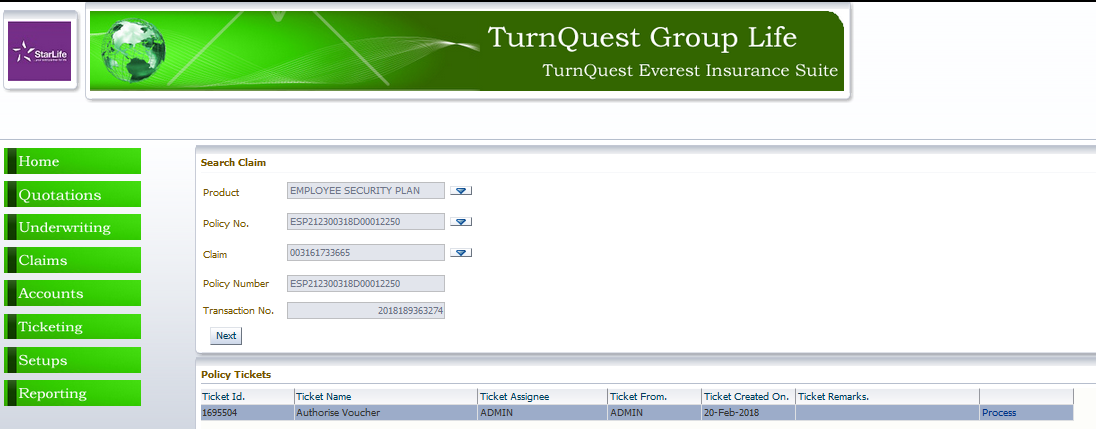 StarLife
TurnQuest Group Life
TurnQuest Everest Insurance Suite
Home
Quotations
Underwriting
Claims
Accounts
Ticketing
Setups
Reporting
Search Claim
Product EMPLOYEE SECURITY PLAN
Policy No. ESP212300318D00012250
Claim 003161733665
Policy Number ESP212300318D00012250
Transaction No. 2018189363274
Next
Policy Tickets
Ticket Id. Ticket Name Ticket Assignee Ticket From. Ticket Created On. Ticket Remarks.
1695504 Authorise Voucher ADMIN ADMIN 20-Feb-2018 Process